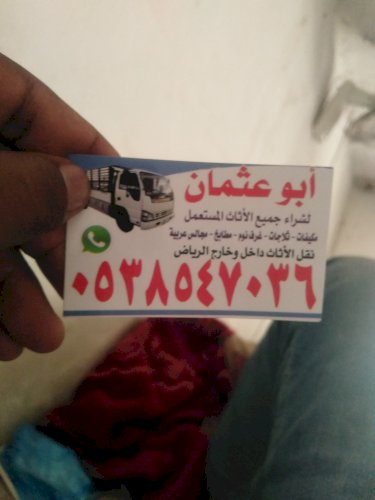 أبو عثمان
لشراء جميع الأثاث المستعمل
مكيفات - ثلاجات - غرف نوم - مطابخ - مجالس عربية
نقل الأثاث داخل وخارج الرياض
٠٥٣٨٥٤٧٠٣٦